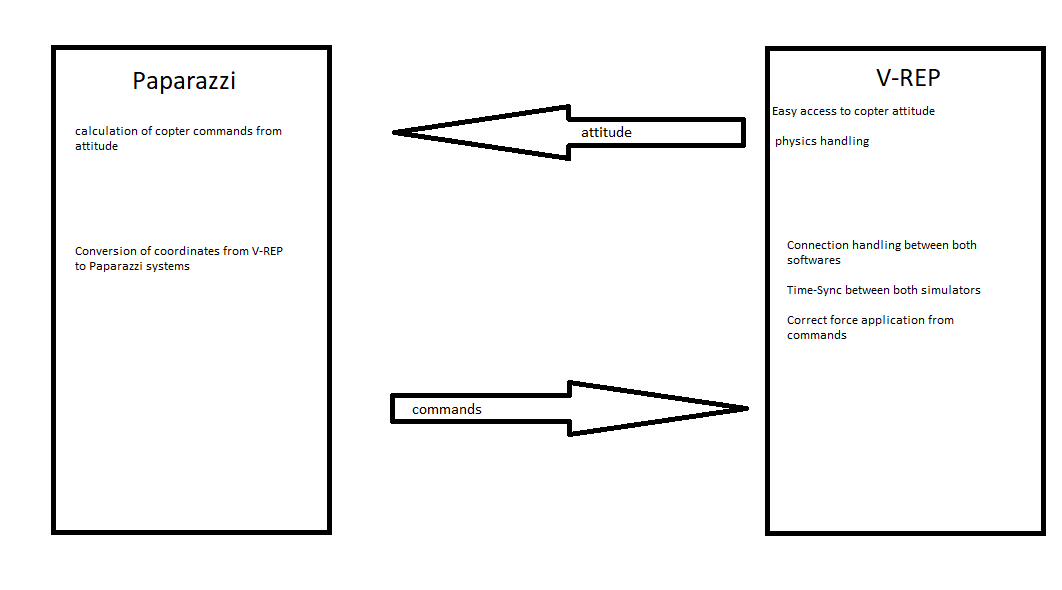 Paparazzi
calculation of copter commands from
attitude
Conversion of coordinates from V-REP
to Paparazzi systems
attitude
commands
V-REP
Easy access to copter attitude
physics handling
Connection handling between both
softwares
Time-Sync between both simulators
Correct force application from
commands